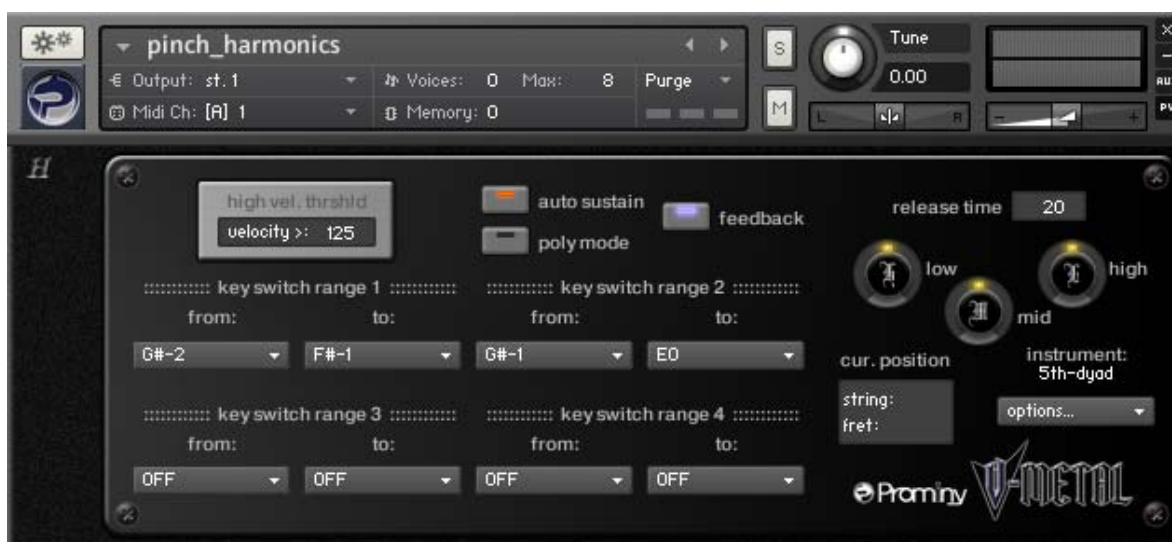 pinch_harmonics
Output: st. 1
Voices: 0 Max: 8 Purge
Midi Ch: [A] 1
Memory: 0
S
M
Tune
0.00
L R
- +
×
-
AUX
PV
H
high vel. thrshld
velocity >: 125
auto sustain
poly mode
feedback
release time 20
low
mid
high
key switch range 1
from: to:
G#-2 F#-1
key switch range 2
from: to:
G#-1 E0
key switch range 3
from: to:
OFF OFF
key switch range 4
from: to:
OFF OFF
cur. position
string:
fret:
instrument:
5th-dyad
options...
Prominy
V-METAL